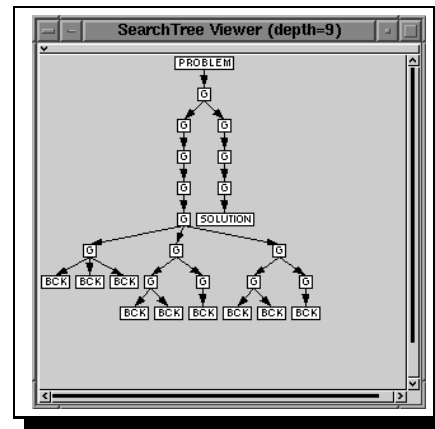 SearchTree Viewer (depth=9)
PROBLEM
G
G G
G G
G G
G SOLUTION
G G G
BCK BCK BCK G G G G
BCK BCK BCK BCK BCK BCK